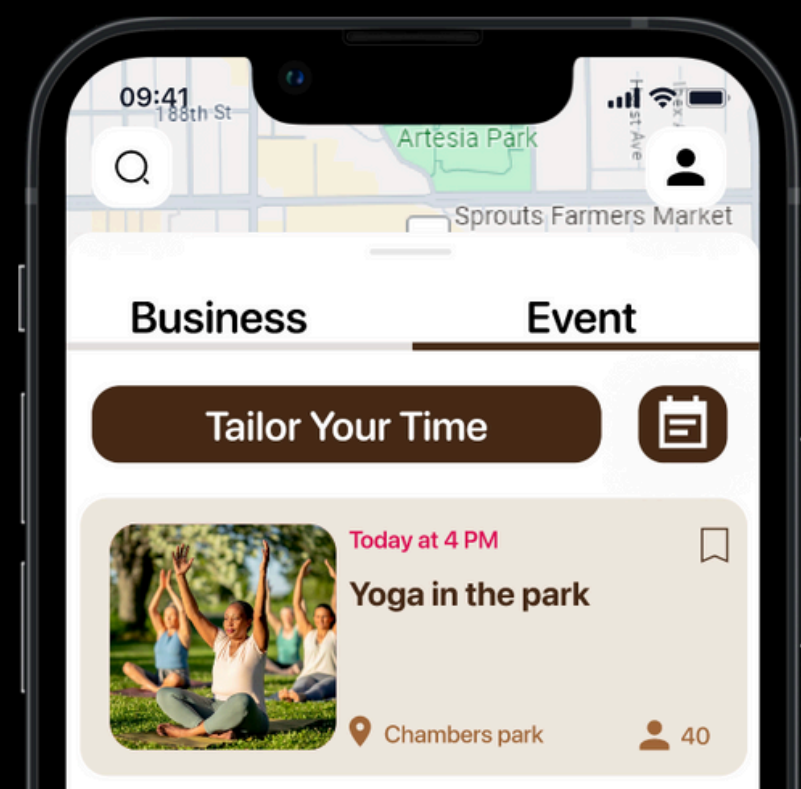 09:41
188th St
Artesia Park
Sprouts Farmers Market
Business
Event
Tailor Your Time
Today at 4 PM
Yoga in the park
Chambers park
40